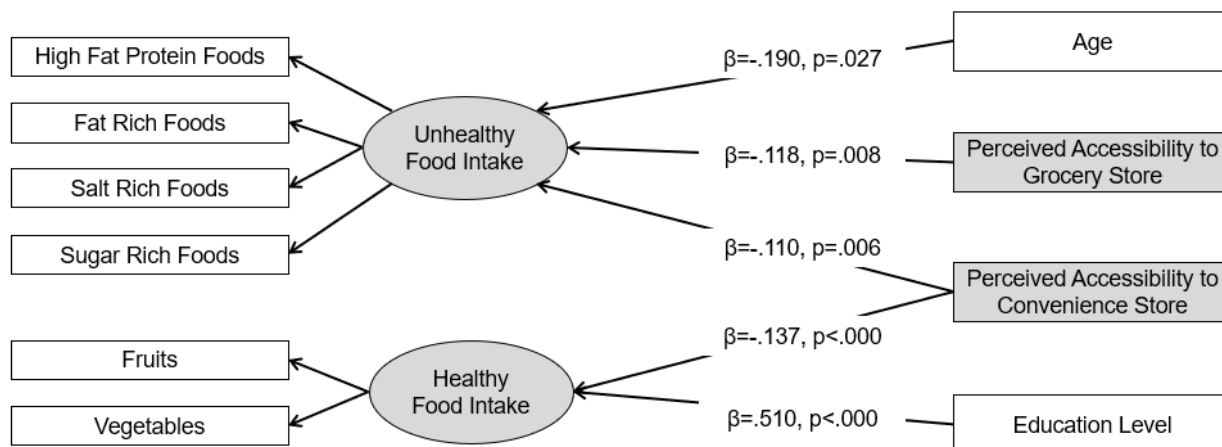 High Fat Protein Foods
Fat Rich Foods
Salt Rich Foods
Sugar Rich Foods
Fruits
Vegetables
Unhealthy
Food Intake
Healthy
Food Intake
β=-.190, p=.027
β=-.118, p=.008
β=-.110, p=.006
β=-.137, p<.000
β=.510, p<.000
Age
Perceived Accessibility to
Grocery Store
Perceived Accessibility to
Convenience Store
Education Level